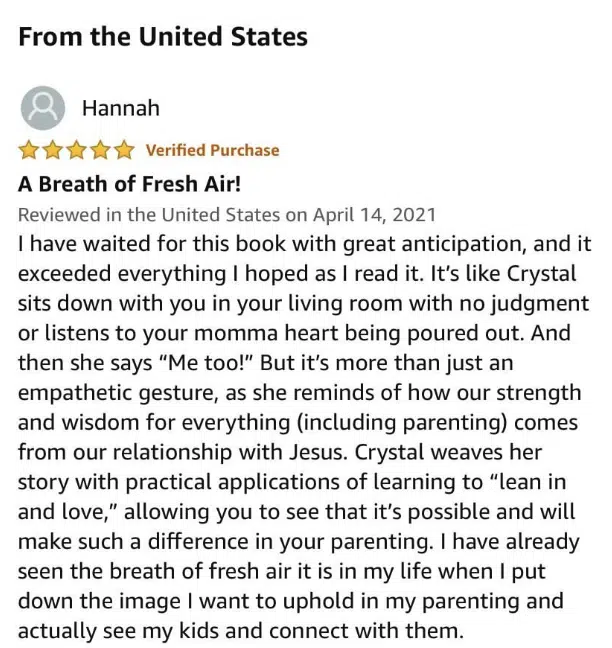 From the United States
Hannah
Verified Purchase
A Breath of Fresh Air!
Reviewed in the United States on April 14, 2021
I have waited for this book with great anticipation, and it
exceeded everything I hoped as I read it. It’s like Crystal
sits down with you in your living room with no judgment
or listens to your momma heart being poured out. And
then she says “Me too!” But it’s more than just an
empathetic gesture, as she reminds of how our strength
and wisdom for everything (including parenting) comes
from our relationship with Jesus. Crystal weaves her
story with practical applications of learning to “lean in
and love,” allowing you to see that it’s possible and will
make such a difference in your parenting. I have already
seen the breath of fresh air it is in my life when I put
down the image I want to uphold in my parenting and
actually see my kids and connect with them.